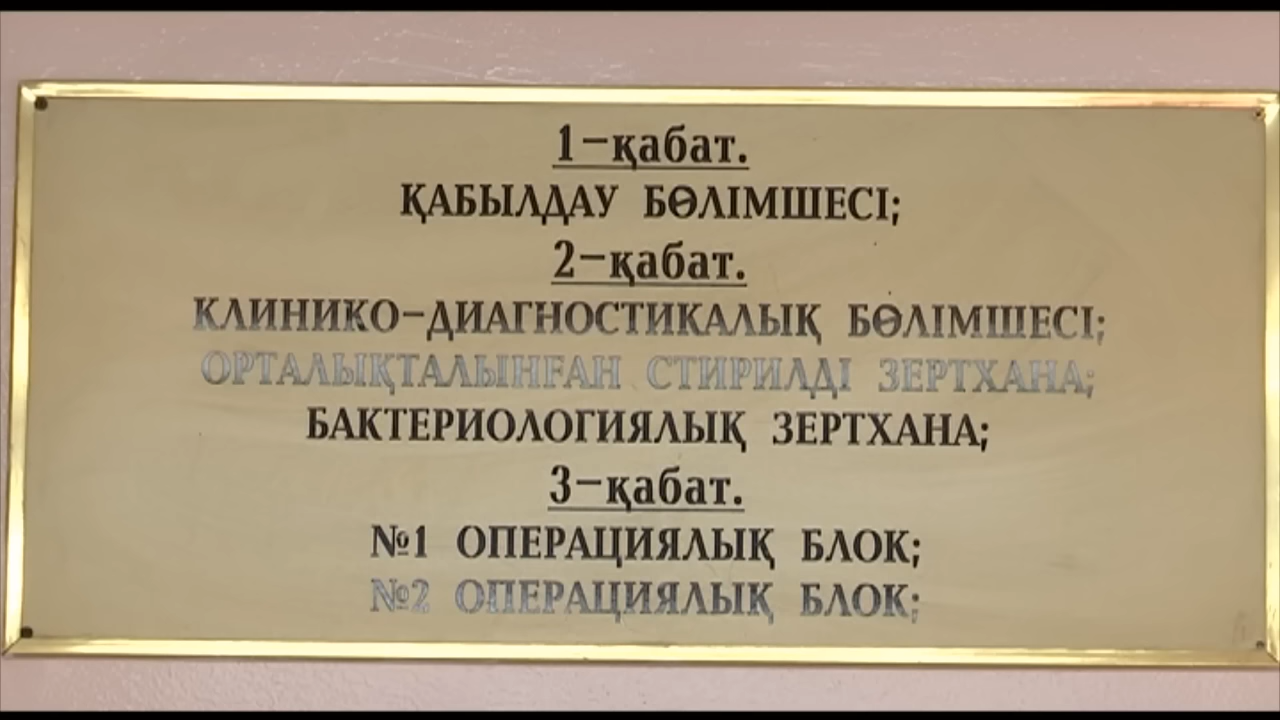 1-қабат.
ҚАБЫЛДАУ БӨЛІМШЕСІ;
2-қабат.
КЛИНИКО-ДИАГНОСТИКАЛЫҚ БӨЛІМШЕСІ;
ОРТАЛЫҚТАЛЫНҒАН СТИРИЛДІ ЗЕРТХАНА;
БАКТЕРИОЛОГИЯЛЫҚ ЗЕРТХАНА;
3-қабат.
№1 ОПЕРАЦИЯЛЫҚ БЛОК;
№2 ОПЕРАЦИЯЛЫҚ БЛОК;